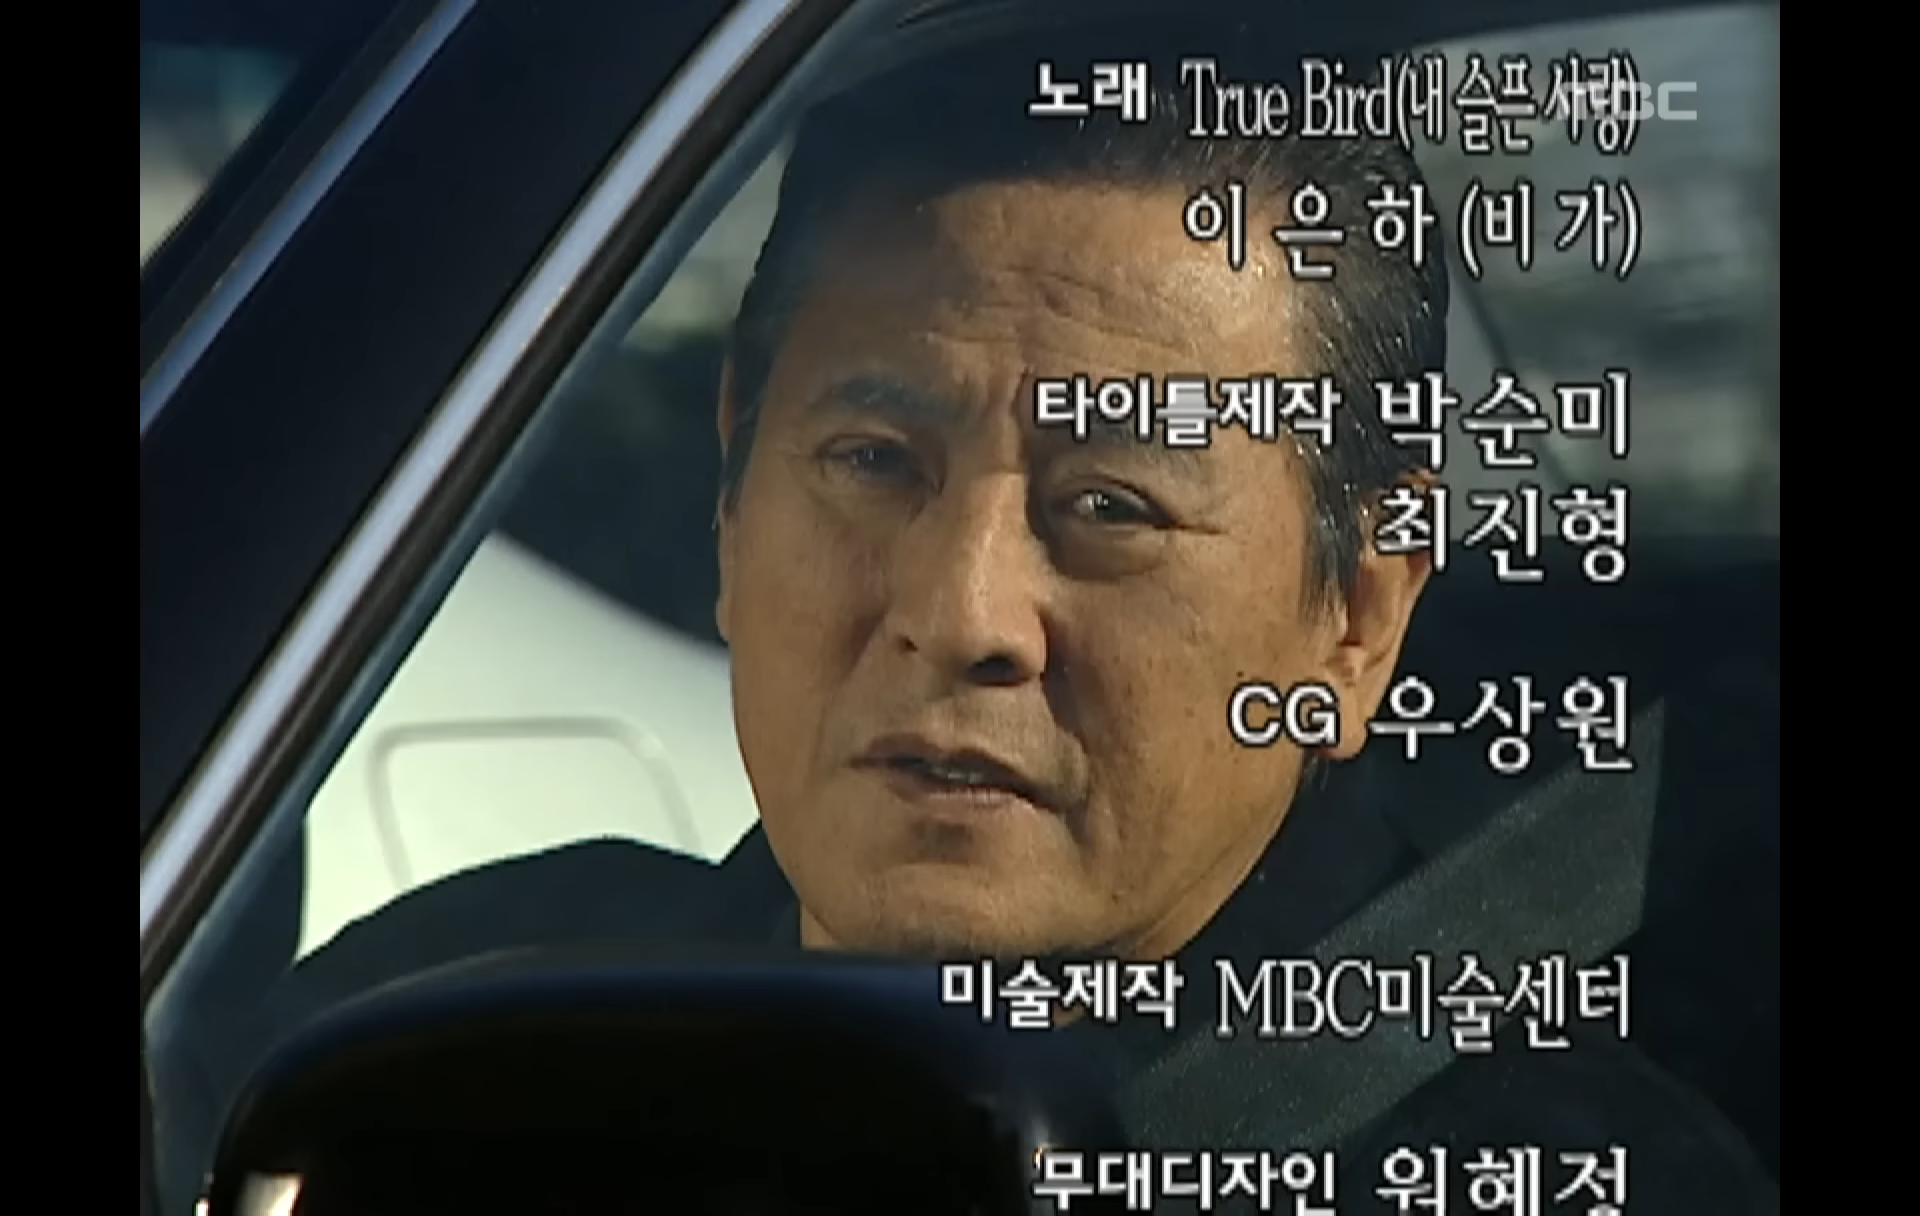 노래 True Bird(내 슬픈 사랑)
MBC
이은하 (비가)
타이틀제작 박순미
최진형
CG 우상원
미술제작 MBC미술센터
무대디자인 원혜정